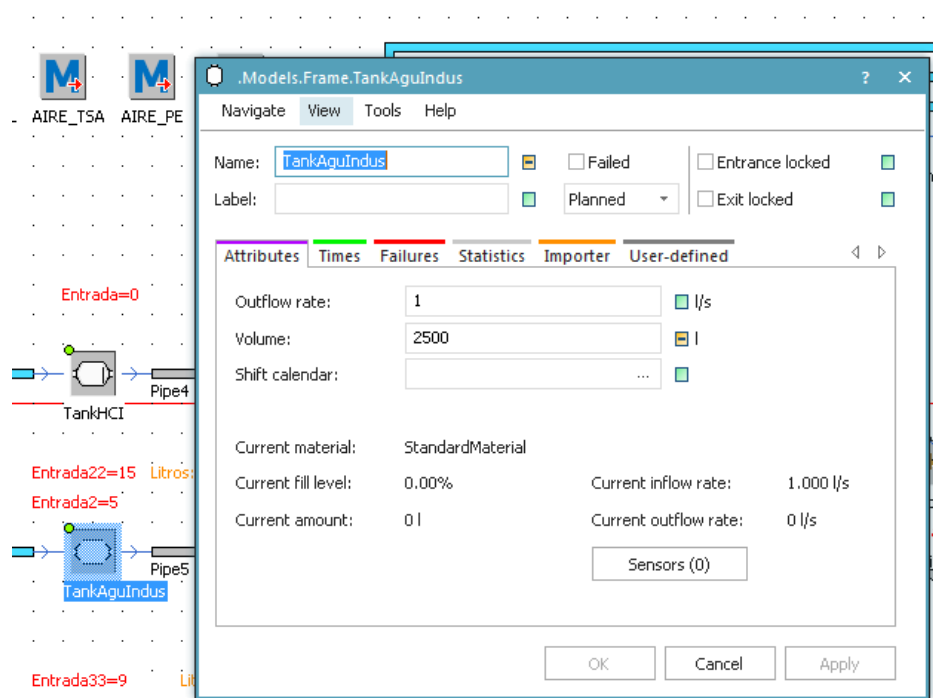 .Models.Frame.TankAguIndus ? ×
Navigate View Tools Help
AIRE_TSA AIRE_PE
Name: TankAguIndus Failed Entrance locked
Label: Planned Exit locked
Attributes Times Failures Statistics Importer User-defined
Entrada=0
Outflow rate: 1 l/s
Volume: 2500 l
Shift calendar: ...
Pipe4
TankHCI
Current material: StandardMaterial
Entrada22=15 Litros:
Current fill level: 0.00% Current inflow rate: 1.000 l/s
Entrada2=5
Current amount: 0 l Current outflow rate: 0 l/s
Pipe5
Sensors (0)
TankAguIndus
OK Cancel Apply
Entrada33=9 Lit